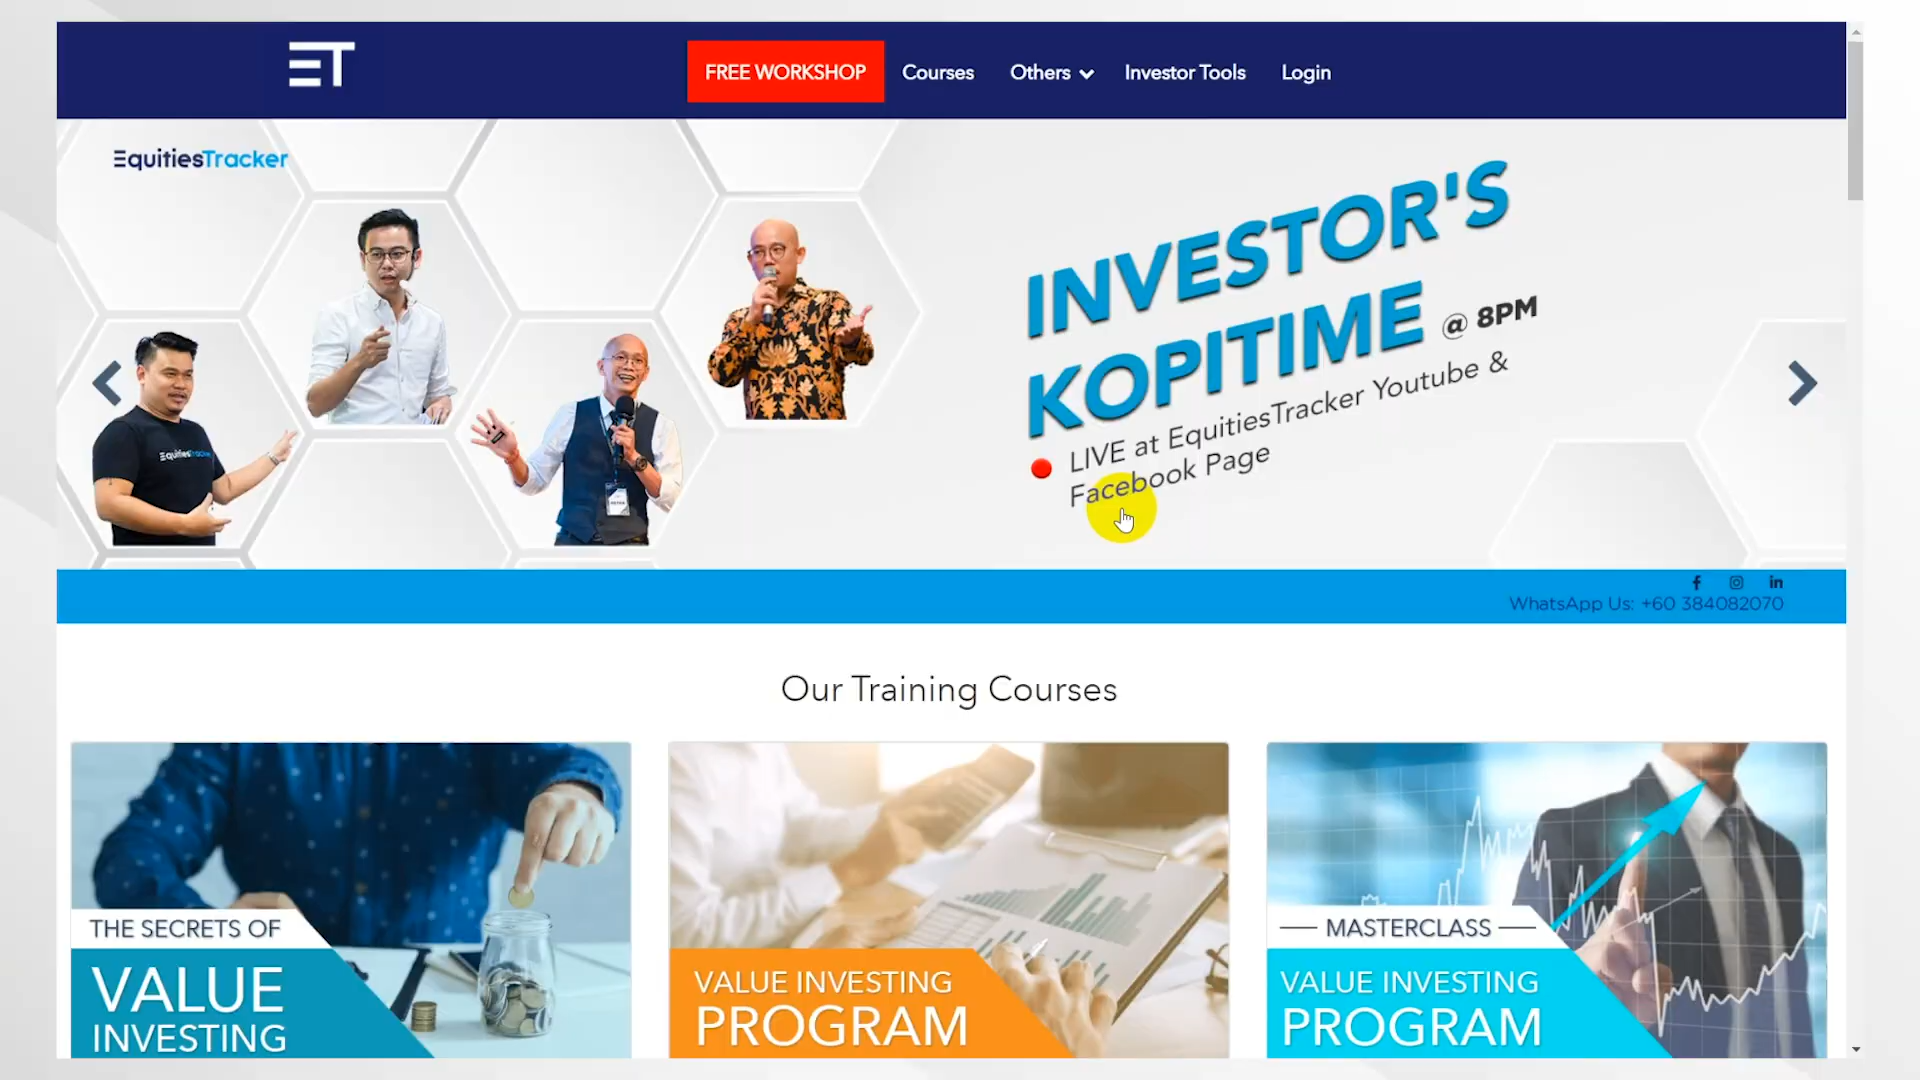 ET
FREE WORKSHOP
Courses
Others
Investor Tools
Login
EquitiesTracker
INVESTOR'S
KOPITIME @ 8PM
LIVE at EquitiesTracker Youtube &
Facebook Page
EquitiesTracker
WhatsApp Us: +60 384082070
Our Training Courses
THE SECRETS OF
VALUE
INVESTING
VALUE INVESTING
PROGRAM
MASTERCLASS
VALUE INVESTING
PROGRAM